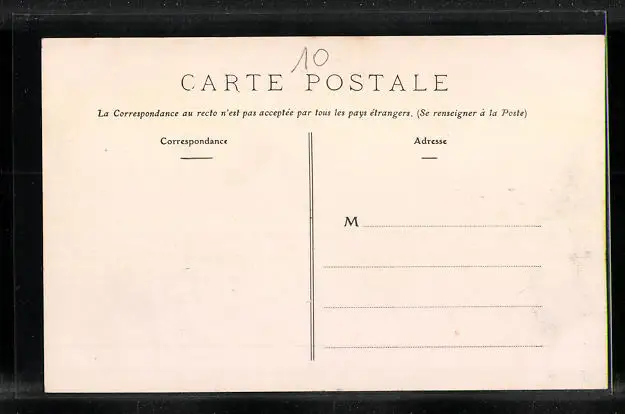 10
CARTE POSTALE
La Correspondance au recto n'est pas acceptée par tous les pays étrangers. (Se renseigner à la Poste)
Correspondance
Adresse
M